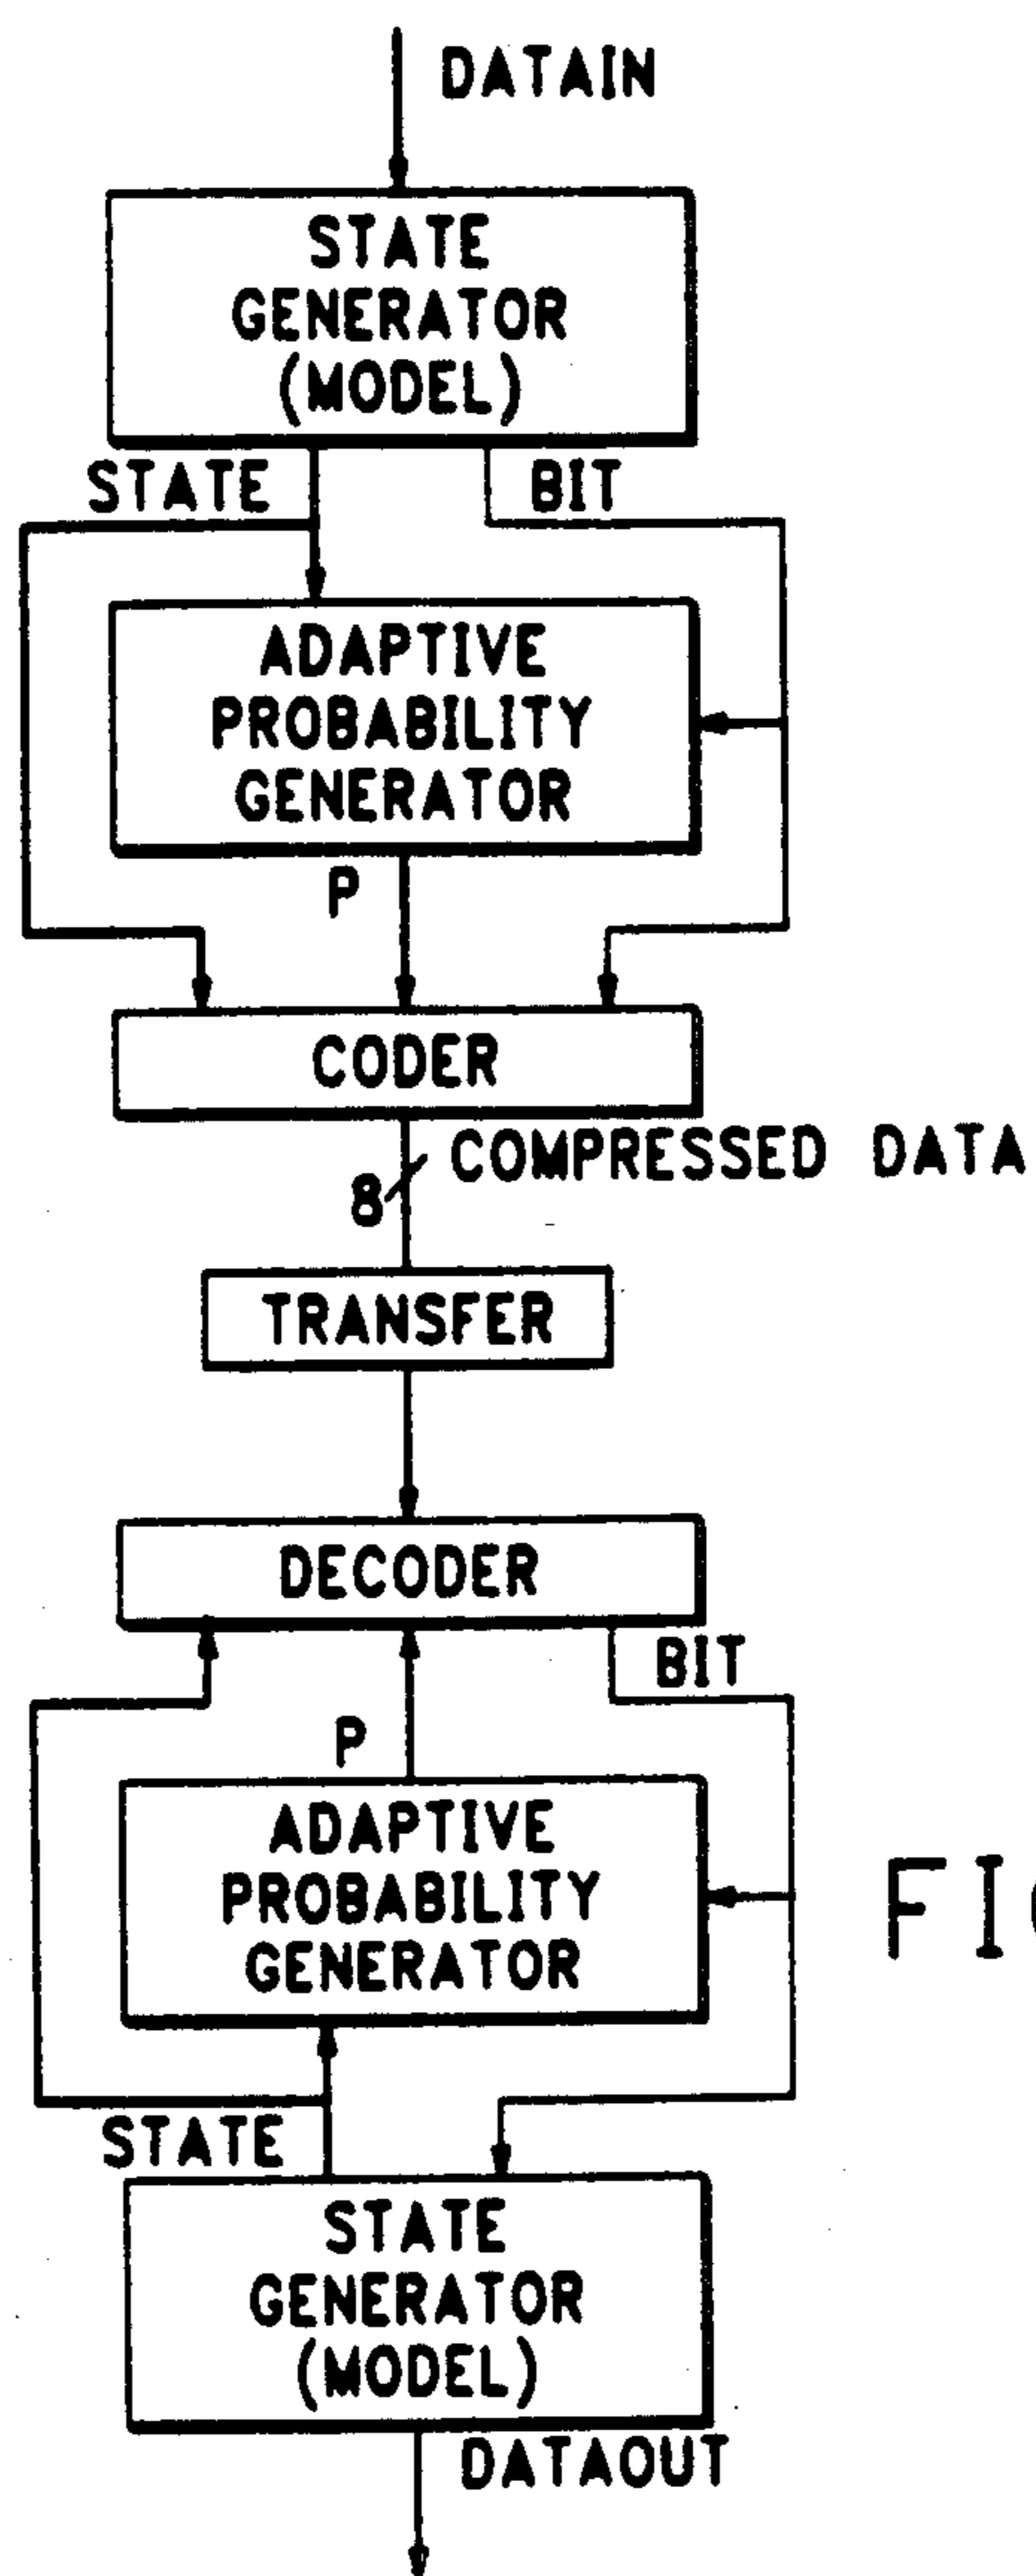 DATAIN
STATE
GENERATOR
(MODEL)
STATE
BIT
ADAPTIVE
PROBABILITY
GENERATOR
P
CODER
COMPRESSED DATA
8
TRANSFER
DECODER
BIT
P
ADAPTIVE
PROBABILITY
GENERATOR
FI
STATE
STATE
GENERATOR
(MODEL)
DATAOUT